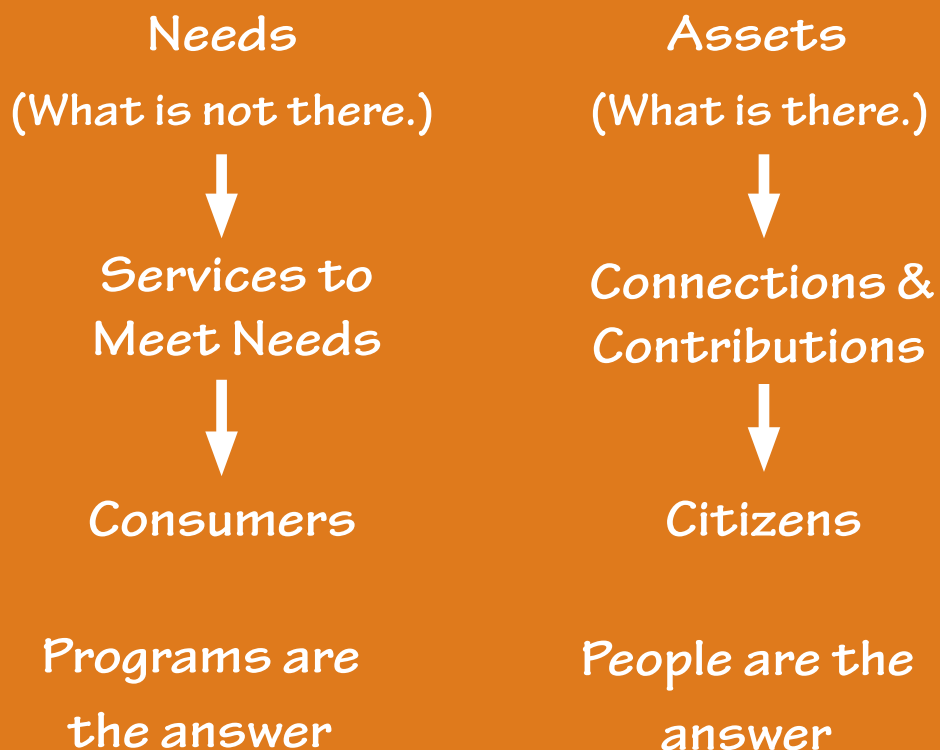 Needs
(What is not there.)
Services to
Meet Needs
Consumers
Programs are
the answer
Assets
(What is there.)
Connections &
Contributions
Citizens
People are the
answer